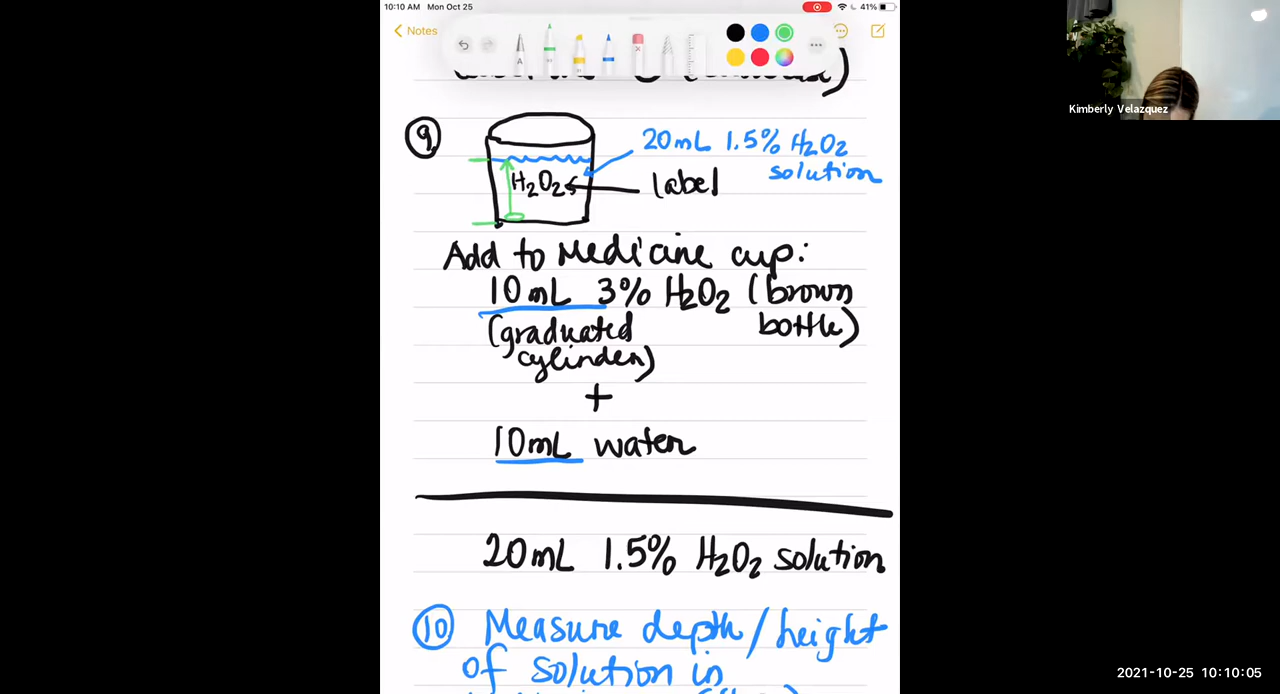 10:10 AM Mon Oct 25
41%
Notes
A
Kimberly Velazquez
9
20mL 1.5% H2O2
solution
H2O2
label
Add to Medicine cup:
10 mL 3% H2O2 (brown
bottle)
(graduated
cylinder)
+
10mL water
20mL 1.5% H2O2 solution
10 Measure depth/height
of solution in
2021-10-25 10:10:05